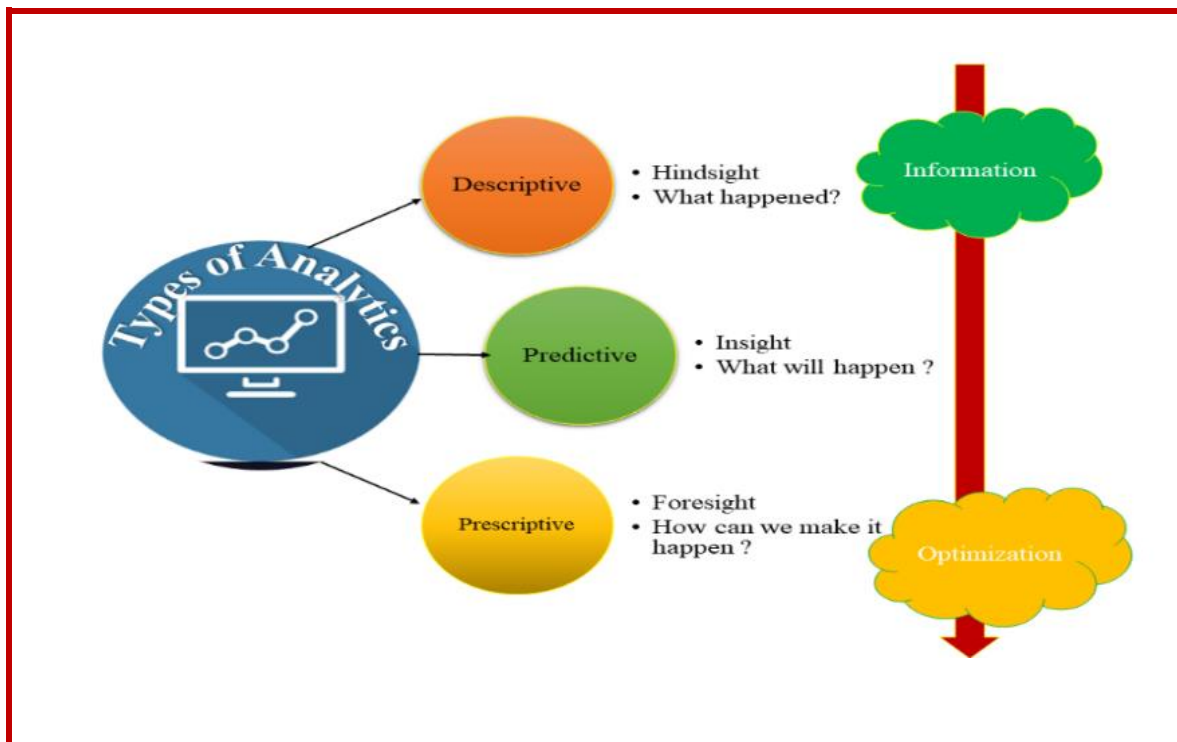 Types of Analytics
Descriptive
• Hindsight
• What happened?
Information
Predictive
• Insight
• What will happen ?
Prescriptive
• Foresight
• How can we make it
happen ?
Optimization